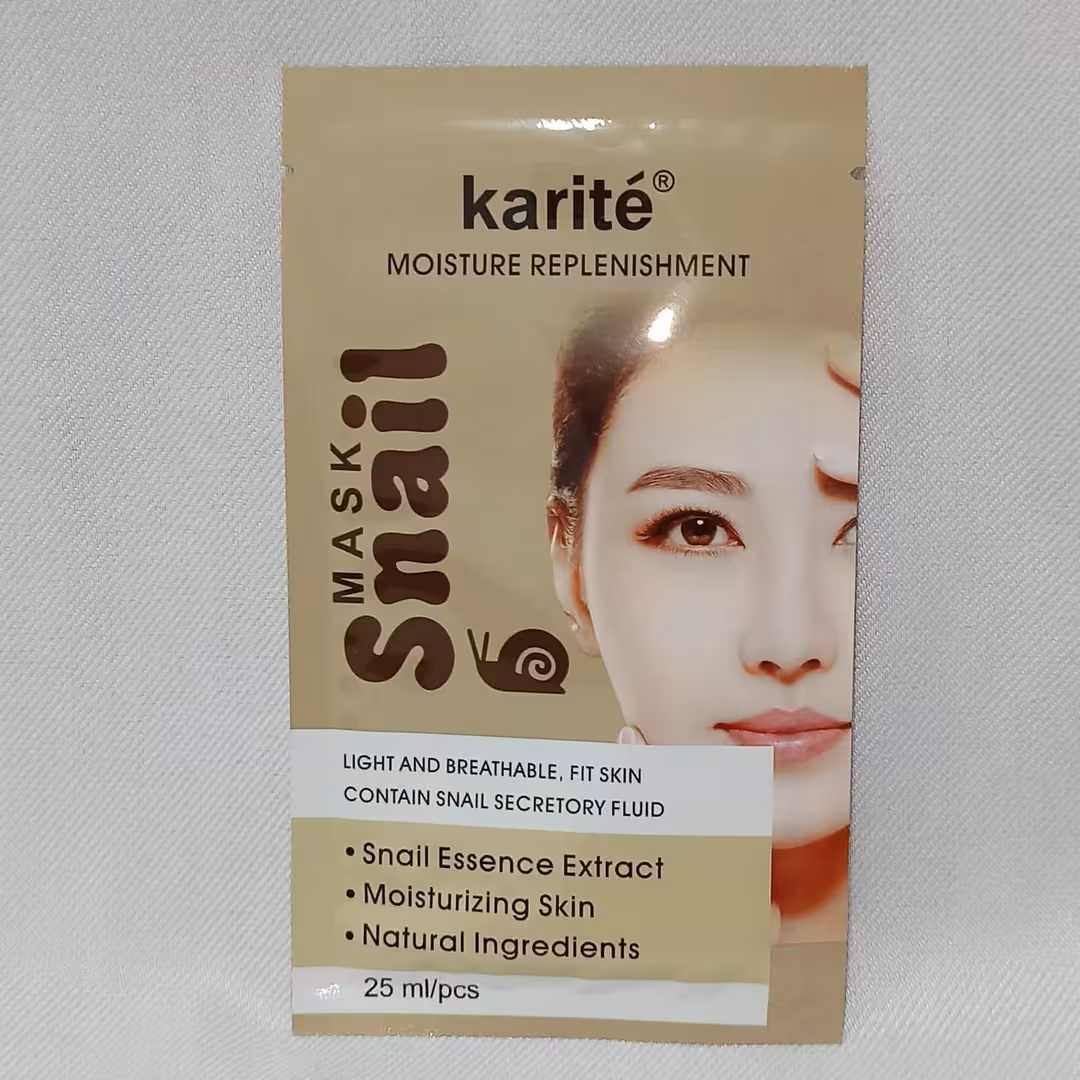 karité®
MOISTURE REPLENISHMENT
MASK
Snail
LIGHT AND BREATHABLE, FIT SKIN
CONTAIN SNAIL SECRETORY FLUID
• Snail Essence Extract
• Moisturizing Skin
• Natural Ingredients
25 ml/pcs